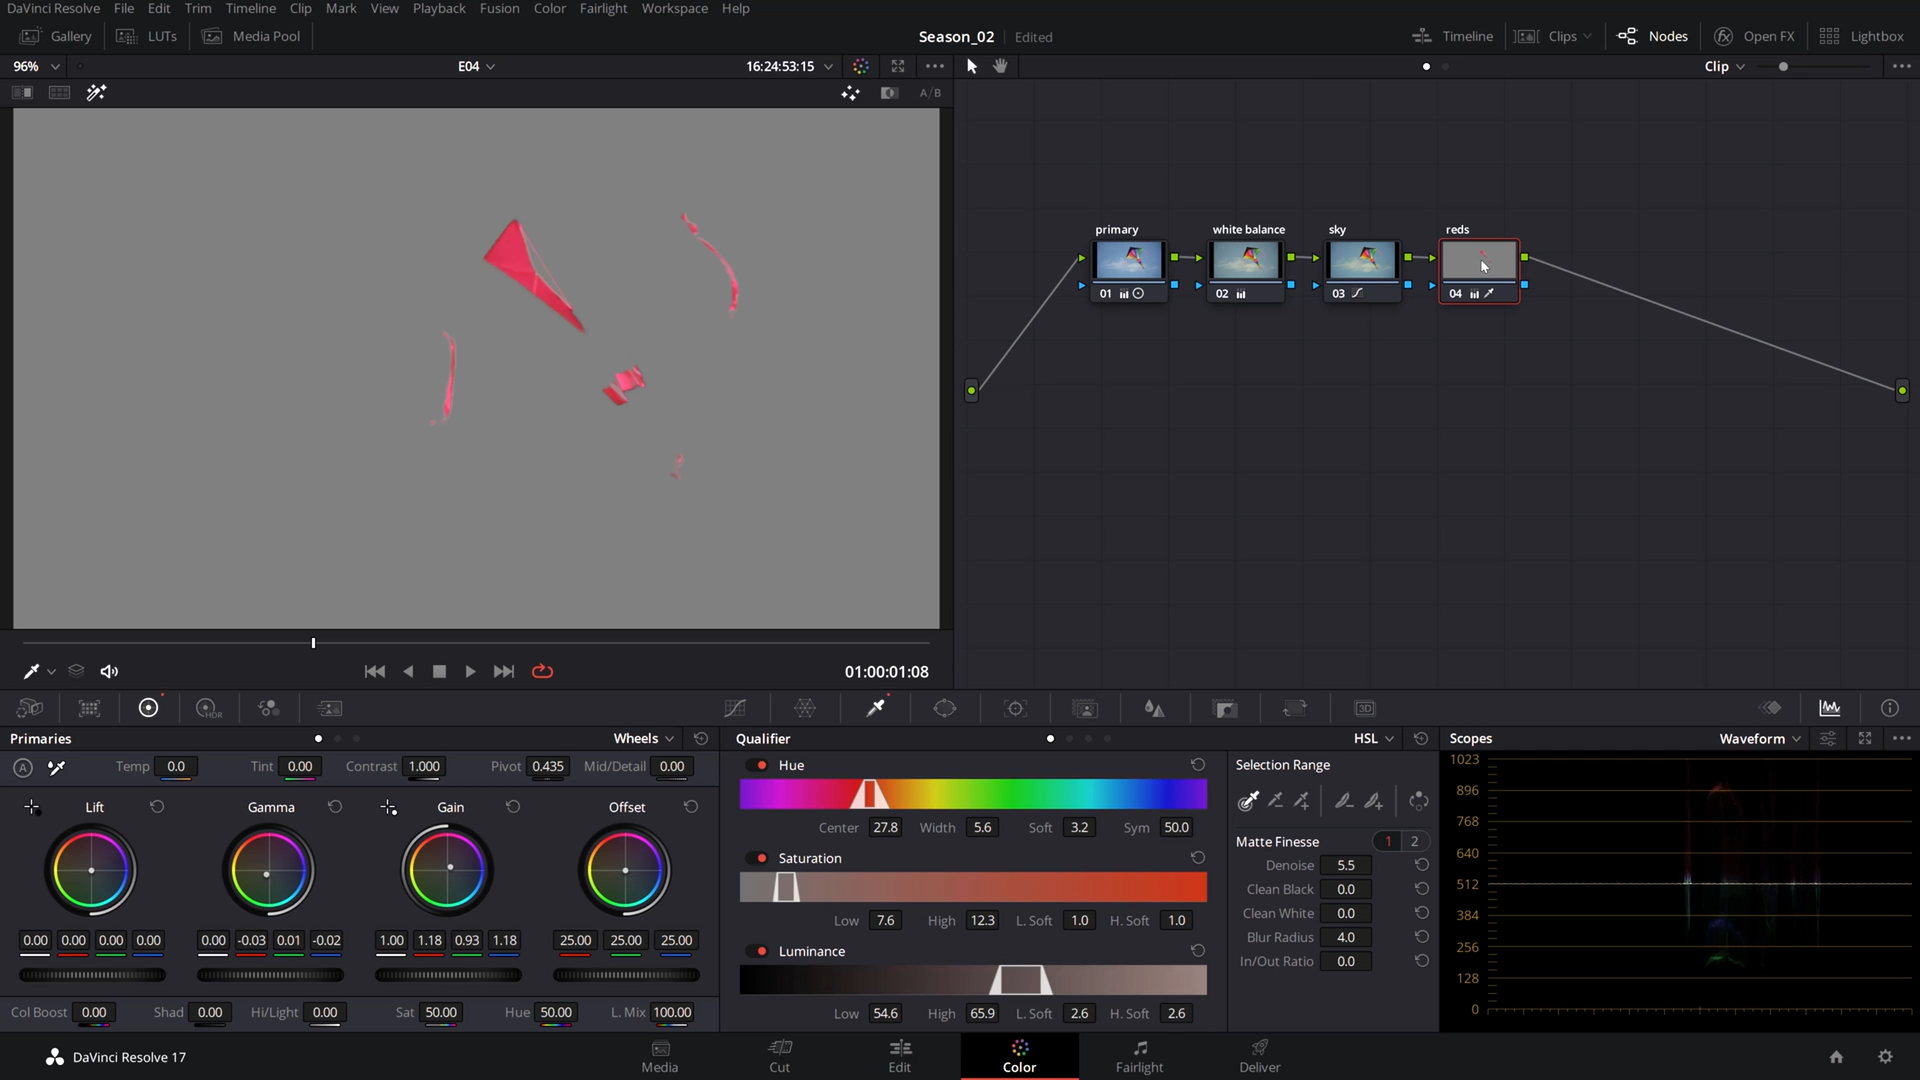 DaVinci Resolve File Edit Trim Timeline Clip Mark View Playback Fusion Color Fairlight Workspace Help
Gallery LUTs Media Pool Season_02 Edited Timeline Clips Nodes Open FX Lightbox
96% E04 16:24:53:15 Clip
A/B
primary white balance sky reds
01 02 03 04
01:00:01:08
HDR 3D
Primaries Wheels Qualifier HSL Scopes Waveform
A Temp 0.0 Tint 0.00 Contrast 1.000 Pivot 0.435 Mid/Detail 0.00
Lift Gamma Gain Offset
0.00 0.00 0.00 0.00 0.00 -0.03 0.01 -0.02 1.00 1.18 0.93 1.18 25.00 25.00 25.00
Col Boost 0.00 Shad 0.00 Hi/Light 0.00 Sat 50.00 Hue 50.00 L. Mix 100.00
Hue
Center 27.8 Width 5.6 Soft 3.2 Sym 50.0
Saturation
Low 7.6 High 12.3 L. Soft 1.0 H. Soft 1.0
Luminance
Low 54.6 High 65.9 L. Soft 2.6 H. Soft 2.6
Selection Range
Matte Finesse 1 2
Denoise 5.5
Clean Black 0.0
Clean White 0.0
Blur Radius 4.0
In/Out Ratio 0.0
1023
896
768
640
512
384
256
128
0
DaVinci Resolve 17 Media Cut Edit Color Fairlight Deliver